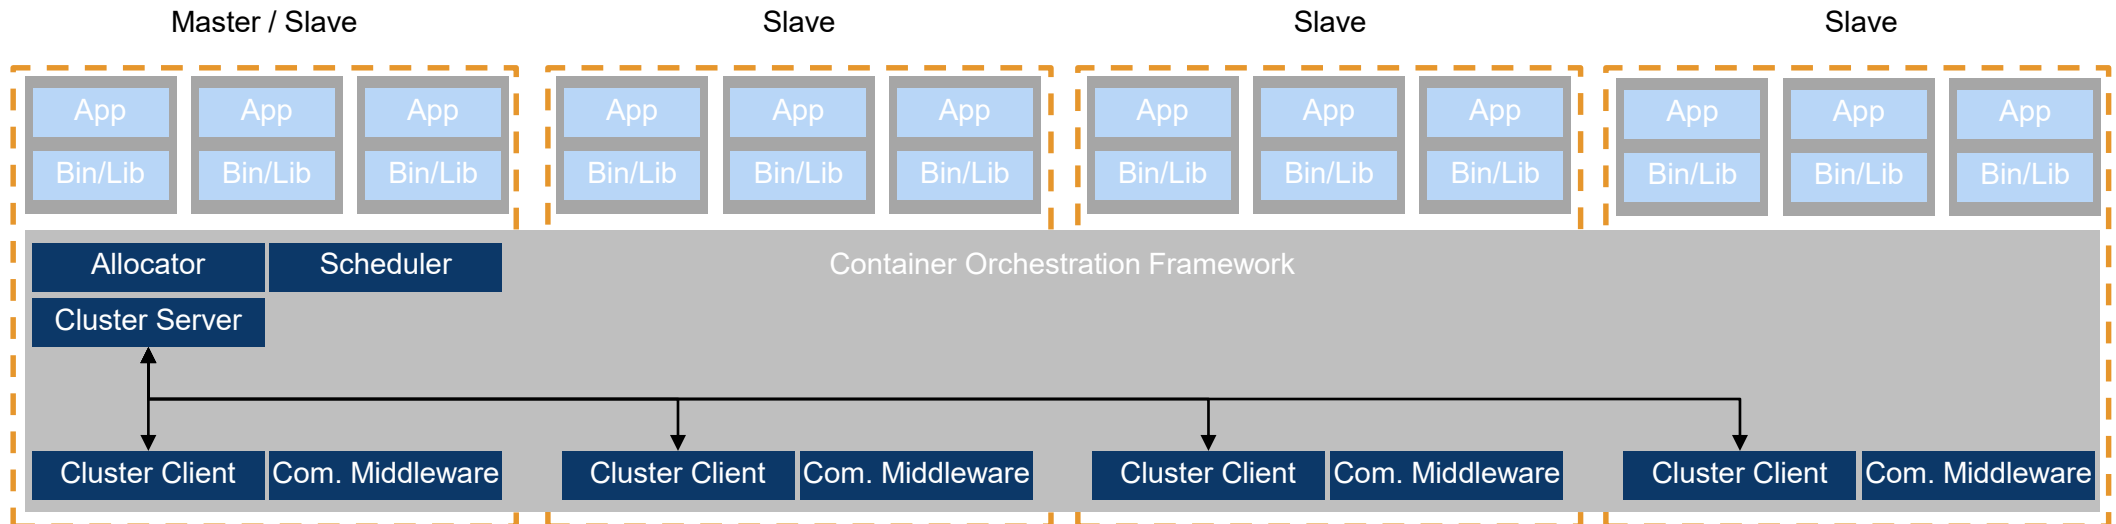 Master / Slave Slave Slave Slave
App App App App App App App App App App App App
Bin/Lib Bin/Lib Bin/Lib Bin/Lib Bin/Lib Bin/Lib Bin/Lib Bin/Lib Bin/Lib Bin/Lib Bin/Lib Bin/Lib
Allocator Scheduler Container Orchestration Framework
Cluster Server
Cluster Client Com. Middleware Cluster Client Com. Middleware Cluster Client Com. Middleware Cluster Client Com. Middleware